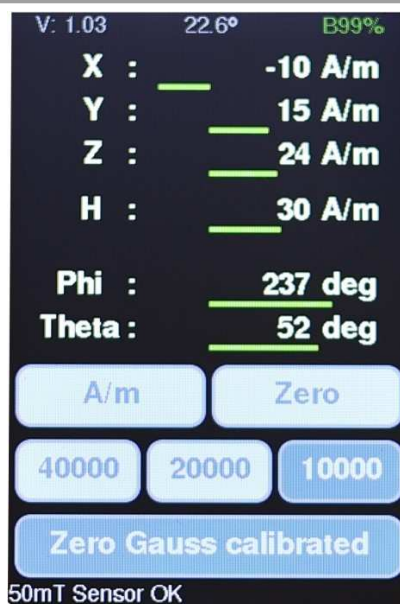 V: 1.03 22.6° B99%
X : -10 A/m
Y : 15 A/m
Z : 24 A/m
H : 30 A/m
Phi : 237 deg
Theta : 52 deg
A/m Zero
40000 20000 10000
Zero Gauss calibrated
50mT Sensor OK